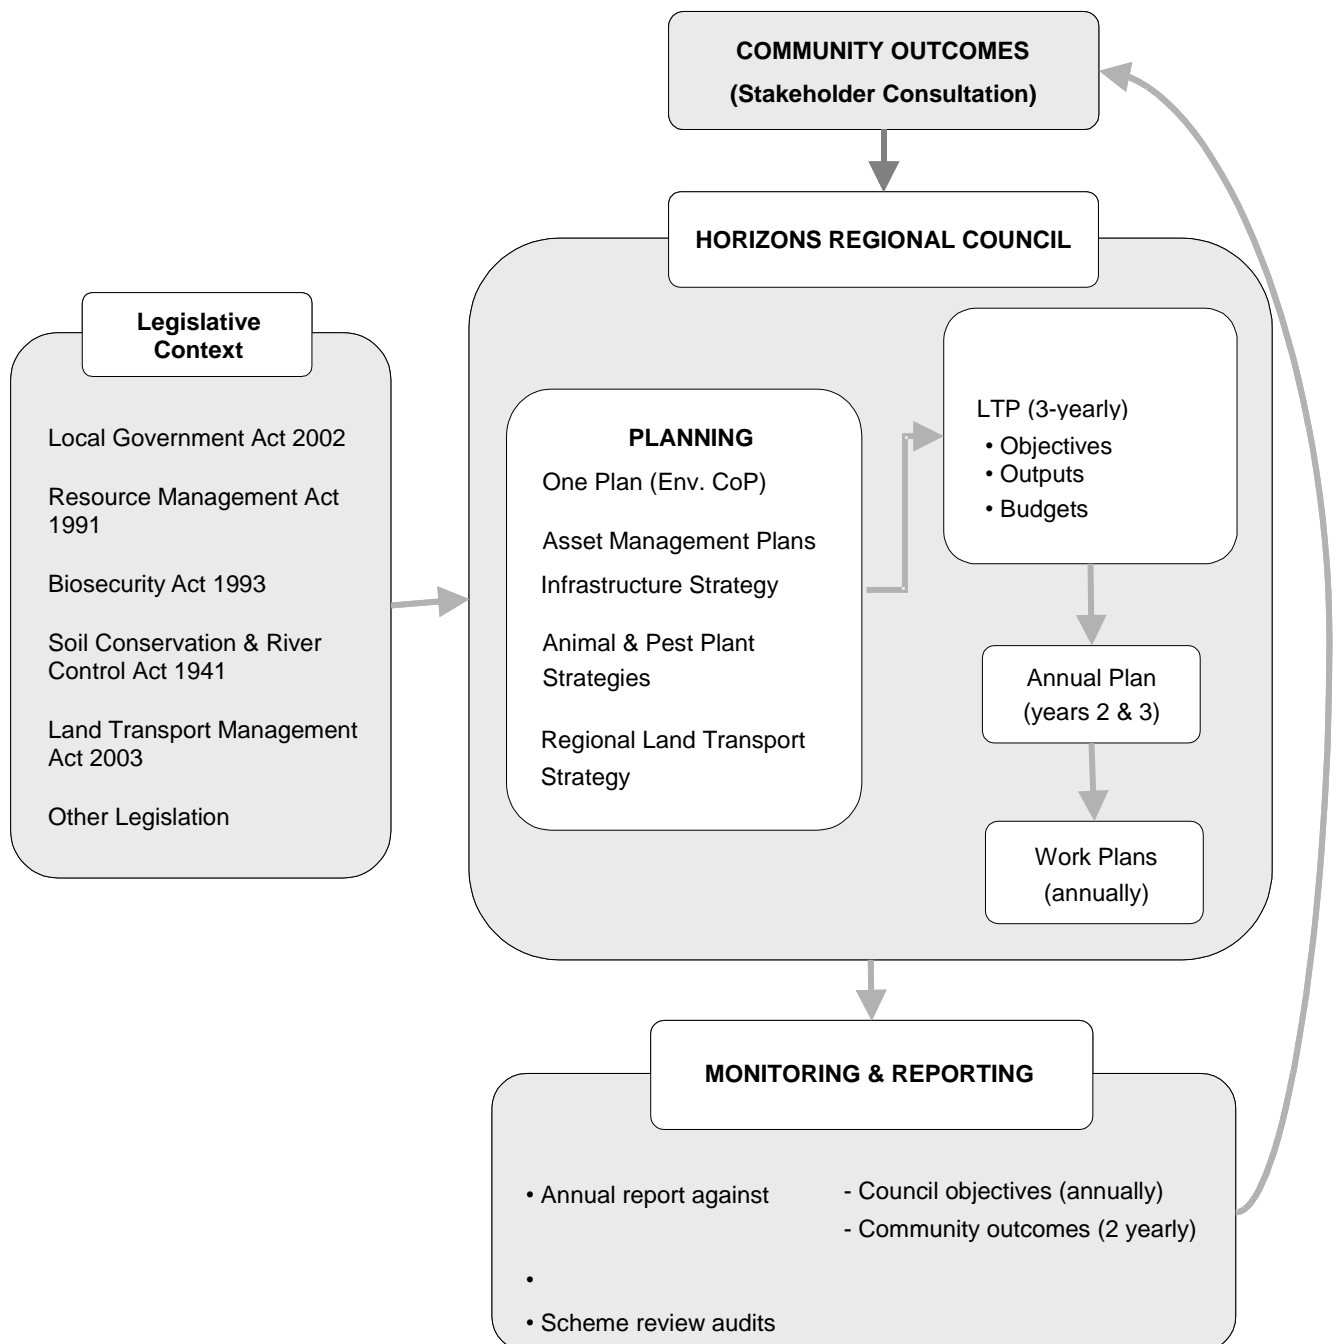 COMMUNITY OUTCOMES
(Stakeholder Consultation)
HORIZONS REGIONAL COUNCIL
Legislative
Context
Local Government Act 2002
Resource Management Act
1991
Biosecurity Act 1993
Soil Conservation & River
Control Act 1941
Land Transport Management
Act 2003
Other Legislation
PLANNING
One Plan (Env. CoP)
Asset Management Plans
Infrastructure Strategy
Animal & Pest Plant
Strategies
Regional Land Transport
Strategy
LTP (3-yearly)
• Objectives
• Outputs
• Budgets
Annual Plan
(years 2 & 3)
Work Plans
(annually)
MONITORING & REPORTING
• Annual report against
- Council objectives (annually)
- Community outcomes (2 yearly)
•
• Scheme review audits